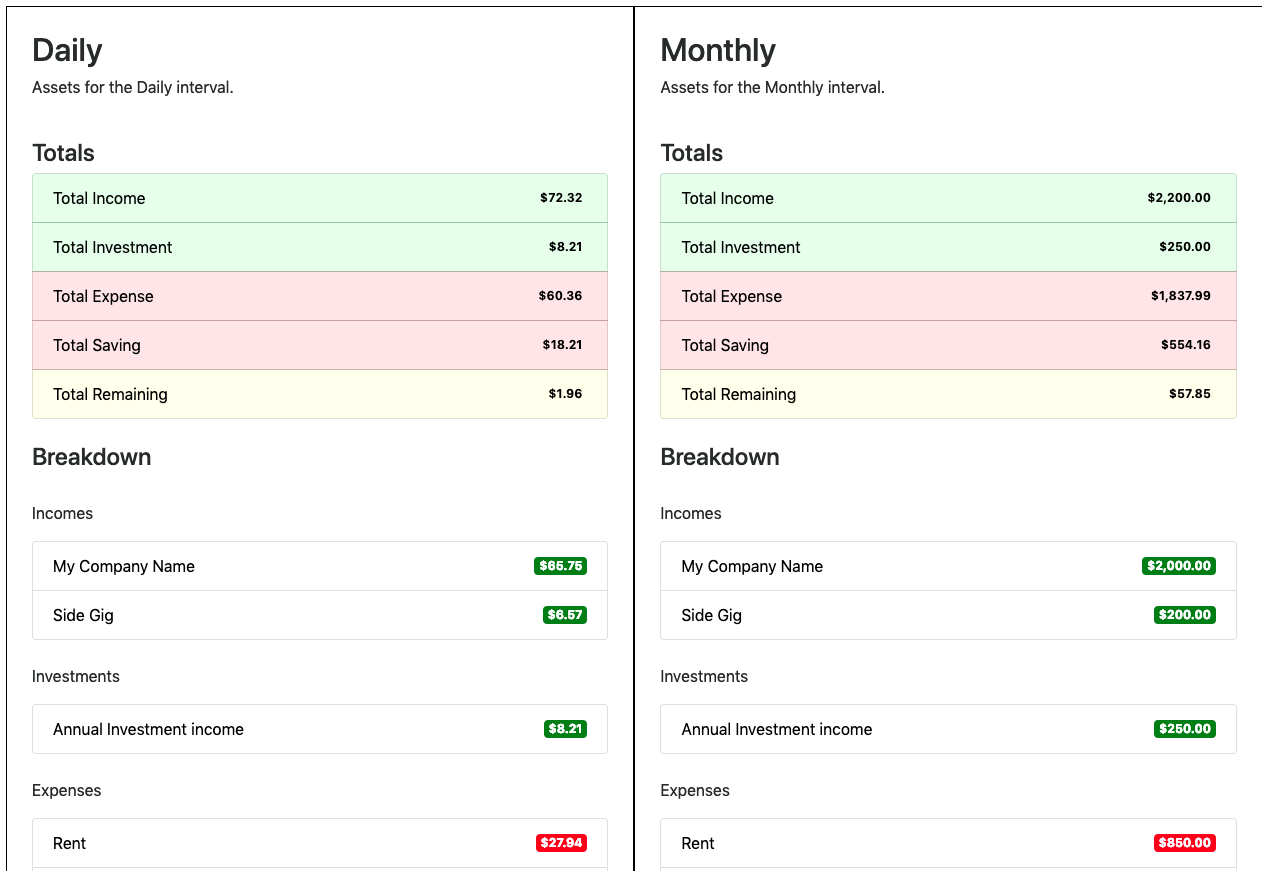 Daily
Assets for the Daily interval.
Totals
Total Income $72.32
Total Investment $8.21
Total Expense $60.36
Total Saving $18.21
Total Remaining $1.96
Breakdown
Incomes
My Company Name $65.75
Side Gig $6.57
Investments
Annual Investment income $8.21
Expenses
Rent $27.94
Monthly
Assets for the Monthly interval.
Totals
Total Income $2,200.00
Total Investment $250.00
Total Expense $1,837.99
Total Saving $554.16
Total Remaining $57.85
Breakdown
Incomes
My Company Name $2,000.00
Side Gig $200.00
Investments
Annual Investment income $250.00
Expenses
Rent $850.00